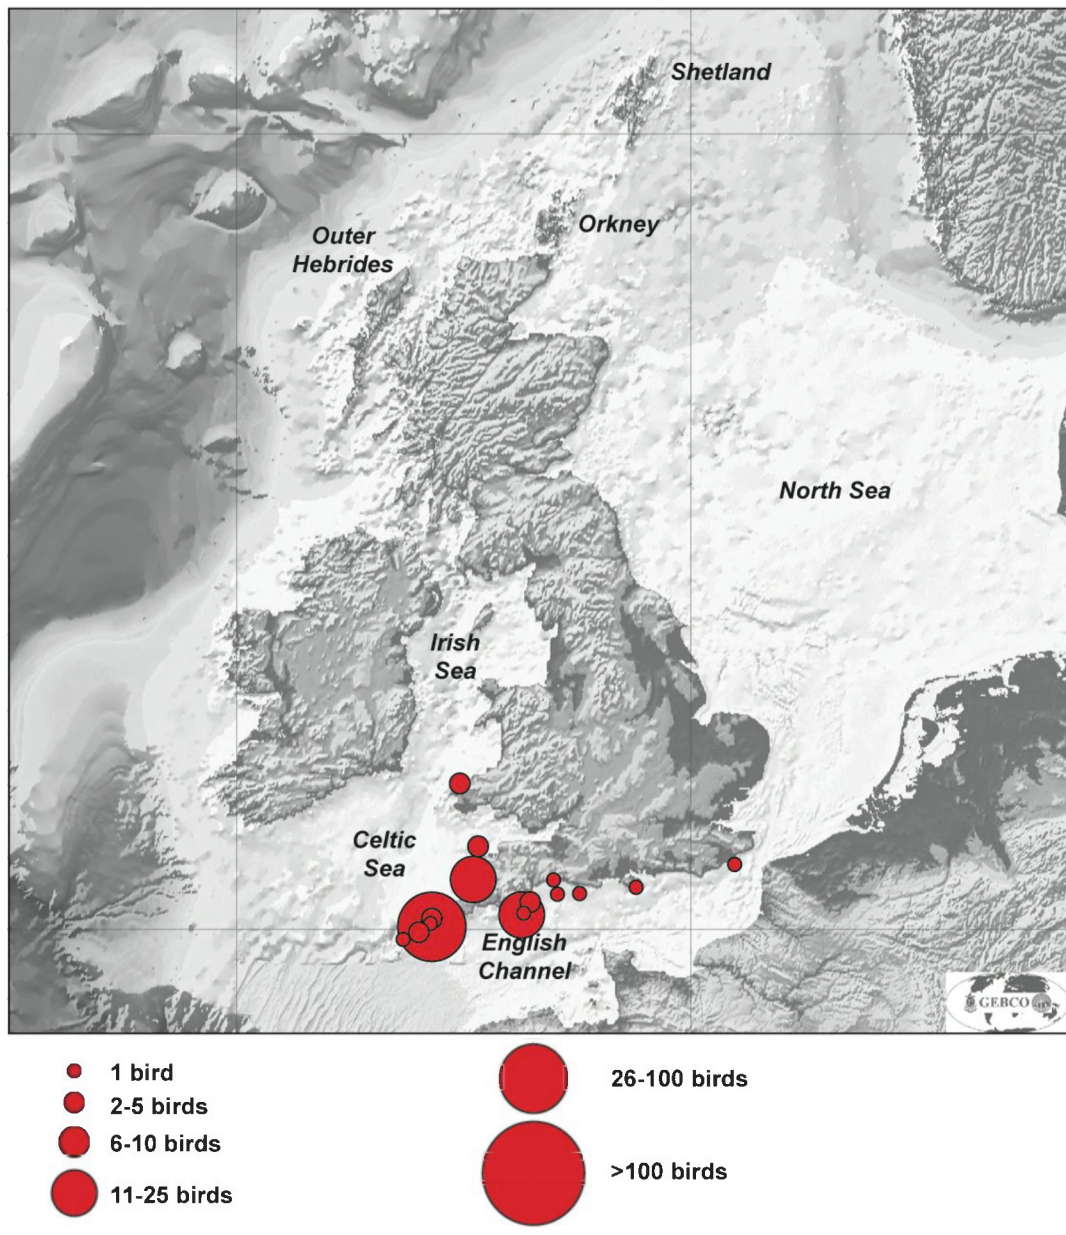 Shetland
Orkney
Outer
Hebrides
North Sea
Irish
Sea
Celtic
Sea
English
Channel
GEBCO
1 bird
2-5 birds
6-10 birds
11-25 birds
26-100 birds
>100 birds